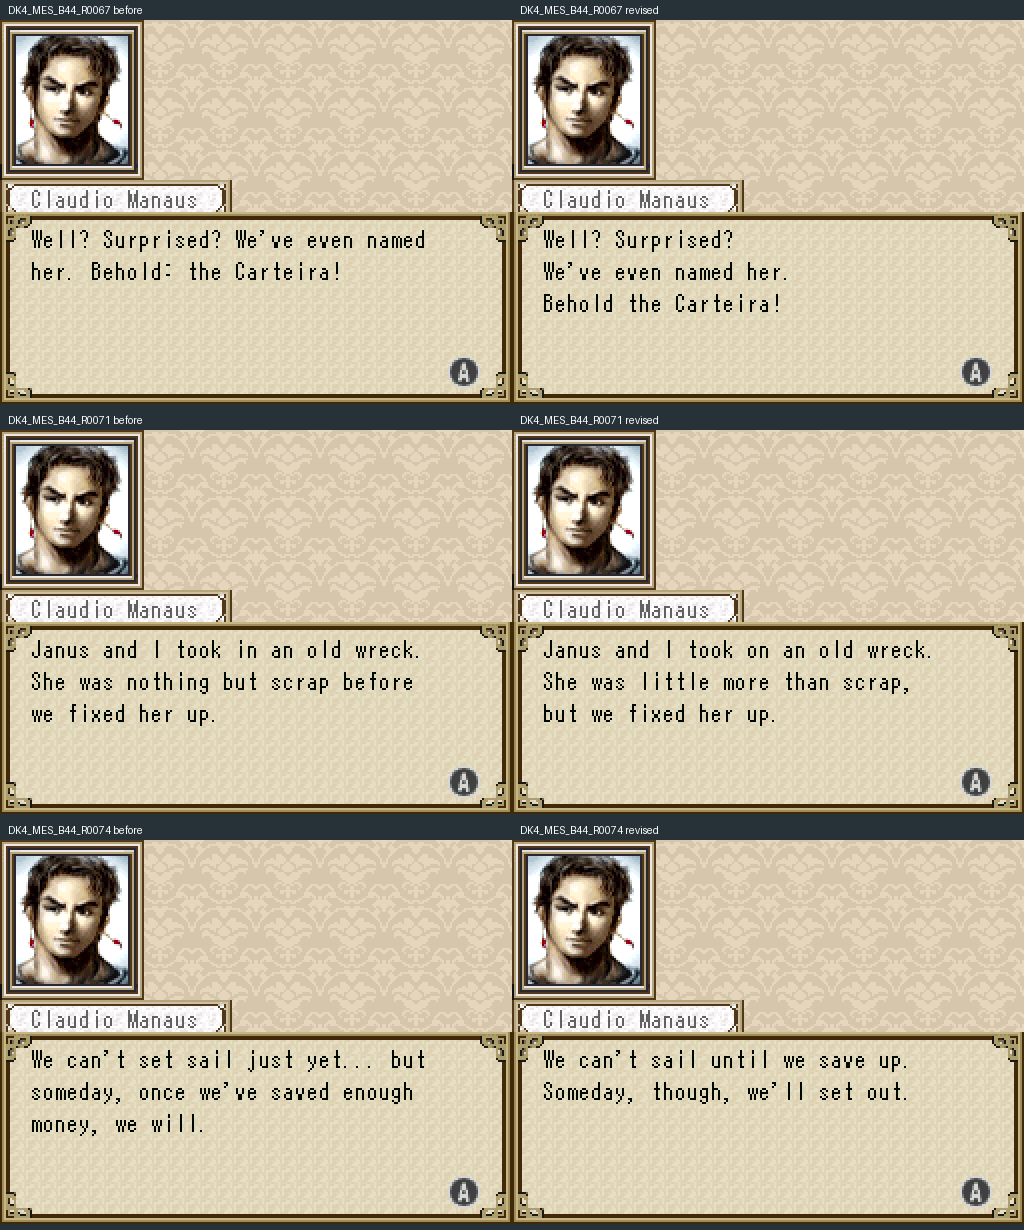 DK4_MES_B44_R0067 before
DK4_MES_B44_R0067 revised
Claudio Manaus
Well? Surprised? We've even named
her. Behold: the Carteira!
A
Claudio Manaus
Well? Surprised?
We've even named her.
Behold the Carteira!
A
DK4_MES_B44_R0071 before
DK4_MES_B44_R0071 revised
Claudio Manaus
Janus and I took in an old wreck.
She was nothing but scrap before
we fixed her up.
A
Claudio Manaus
Janus and I took on an old wreck.
She was little more than scrap,
but we fixed her up.
A
DK4_MES_B44_R0074 before
DK4_MES_B44_R0074 revised
Claudio Manaus
We can't set sail just yet... but
someday, once we've saved enough
money, we will.
A
Claudio Manaus
We can't sail until we save up.
Someday, though, we'll set out.
A